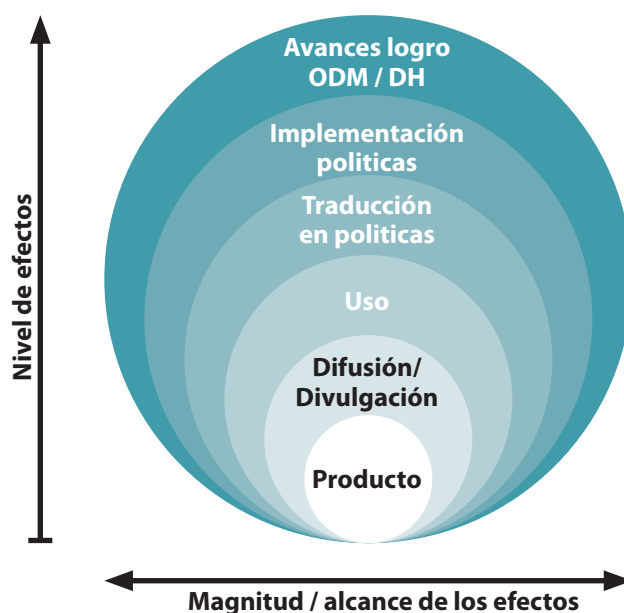 Avances logro
ODM / DH
Implementación
politicas
Traducción
en politicas
Uso
Difusión/
Divulgación
Producto
Nivel de efectos
Magnitud / alcance de los efectos